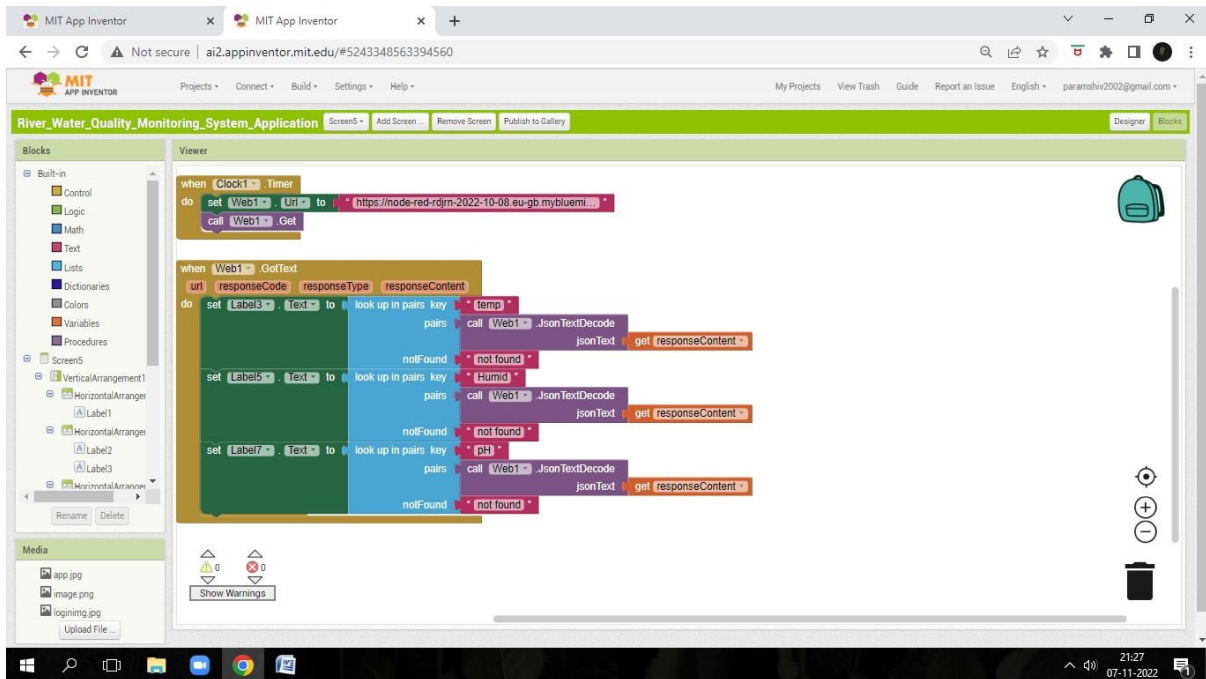 MIT App Inventor
MIT App Inventor
Not secure | ai2.appinventor.mit.edu/#5243348563394560
MIT
APP INVENTOR
Projects Connect Build Settings Help
My Projects View Trash Guide Report an Issue English paramshiv2002@gmail.com
River_Water_Quality_Monitoring_System_Application Screen5 Add Screen ... Remove Screen Publish to Gallery Designer Blocks
Blocks
Viewer
Built-in
Control
Logic
Math
Text
Lists
Dictionaries
Colors
Variables
Procedures
Screen5
VerticalArrangement1
HorizontalArranger
Label1
HorizontalArranger
Label2
Label3
HorizontalArranger
Rename Delete
Media
app.jpg
image.png
loginimg.jpg
Upload File ...
when Clock1 .Timer
do set Web1 . Url to " https://node-red-rdjrn-2022-10-08.eu-gb.mybluemi... "
call Web1 .Get
when Web1 .GotText
url responseCode responseType responseContent
do set Label3 . Text to look up in pairs key " temp "
pairs call Web1 .JsonTextDecode
jsonText get responseContent
notFound " not found "
set Label5 . Text to look up in pairs key " Humid "
pairs call Web1 .JsonTextDecode
jsonText get responseContent
notFound " not found "
set Label7 . Text to look up in pairs key " pH "
pairs call Web1 .JsonTextDecode
jsonText get responseContent
notFound " not found "
0 0
Show Warnings
21:27
07-11-2022